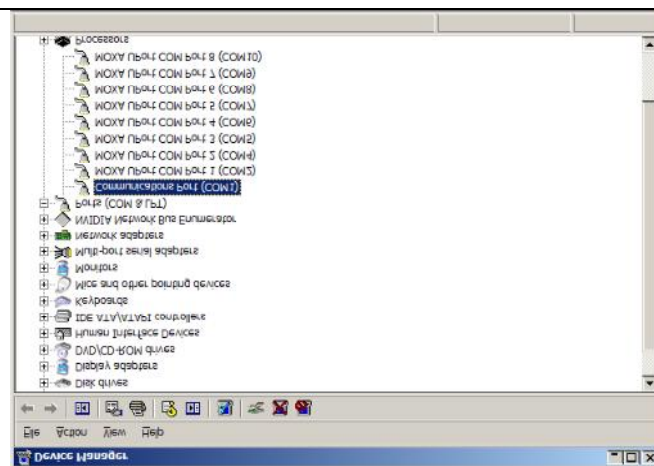 Device Manager
File Action View Help
Disk drives
Display adapters
DVD/CD-ROM drives
Human Interface Devices
IDE ATA/ATAPI controllers
Keyboards
Mice and other pointing devices
Monitors
Multi-port serial adapters
Network adapters
NVIDIA Network Bus Enumerator
Ports (COM & LPT)
Communications Port (COM1)
MOXA UPort COM Port 1 (COM2)
MOXA UPort COM Port 2 (COM4)
MOXA UPort COM Port 3 (COM5)
MOXA UPort COM Port 4 (COM6)
MOXA UPort COM Port 5 (COM7)
MOXA UPort COM Port 6 (COM8)
MOXA UPort COM Port 7 (COM9)
MOXA UPort COM Port 8 (COM10)
Processors